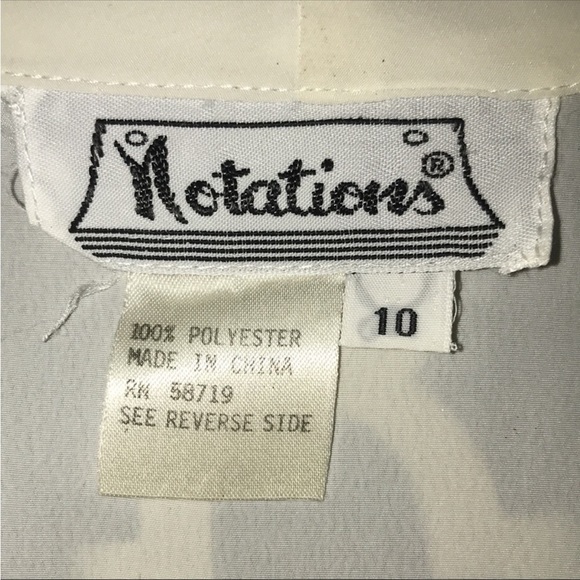 Notations®
10
100% POLYESTER
MADE IN CHINA
RN 58719
SEE REVERSE SIDE